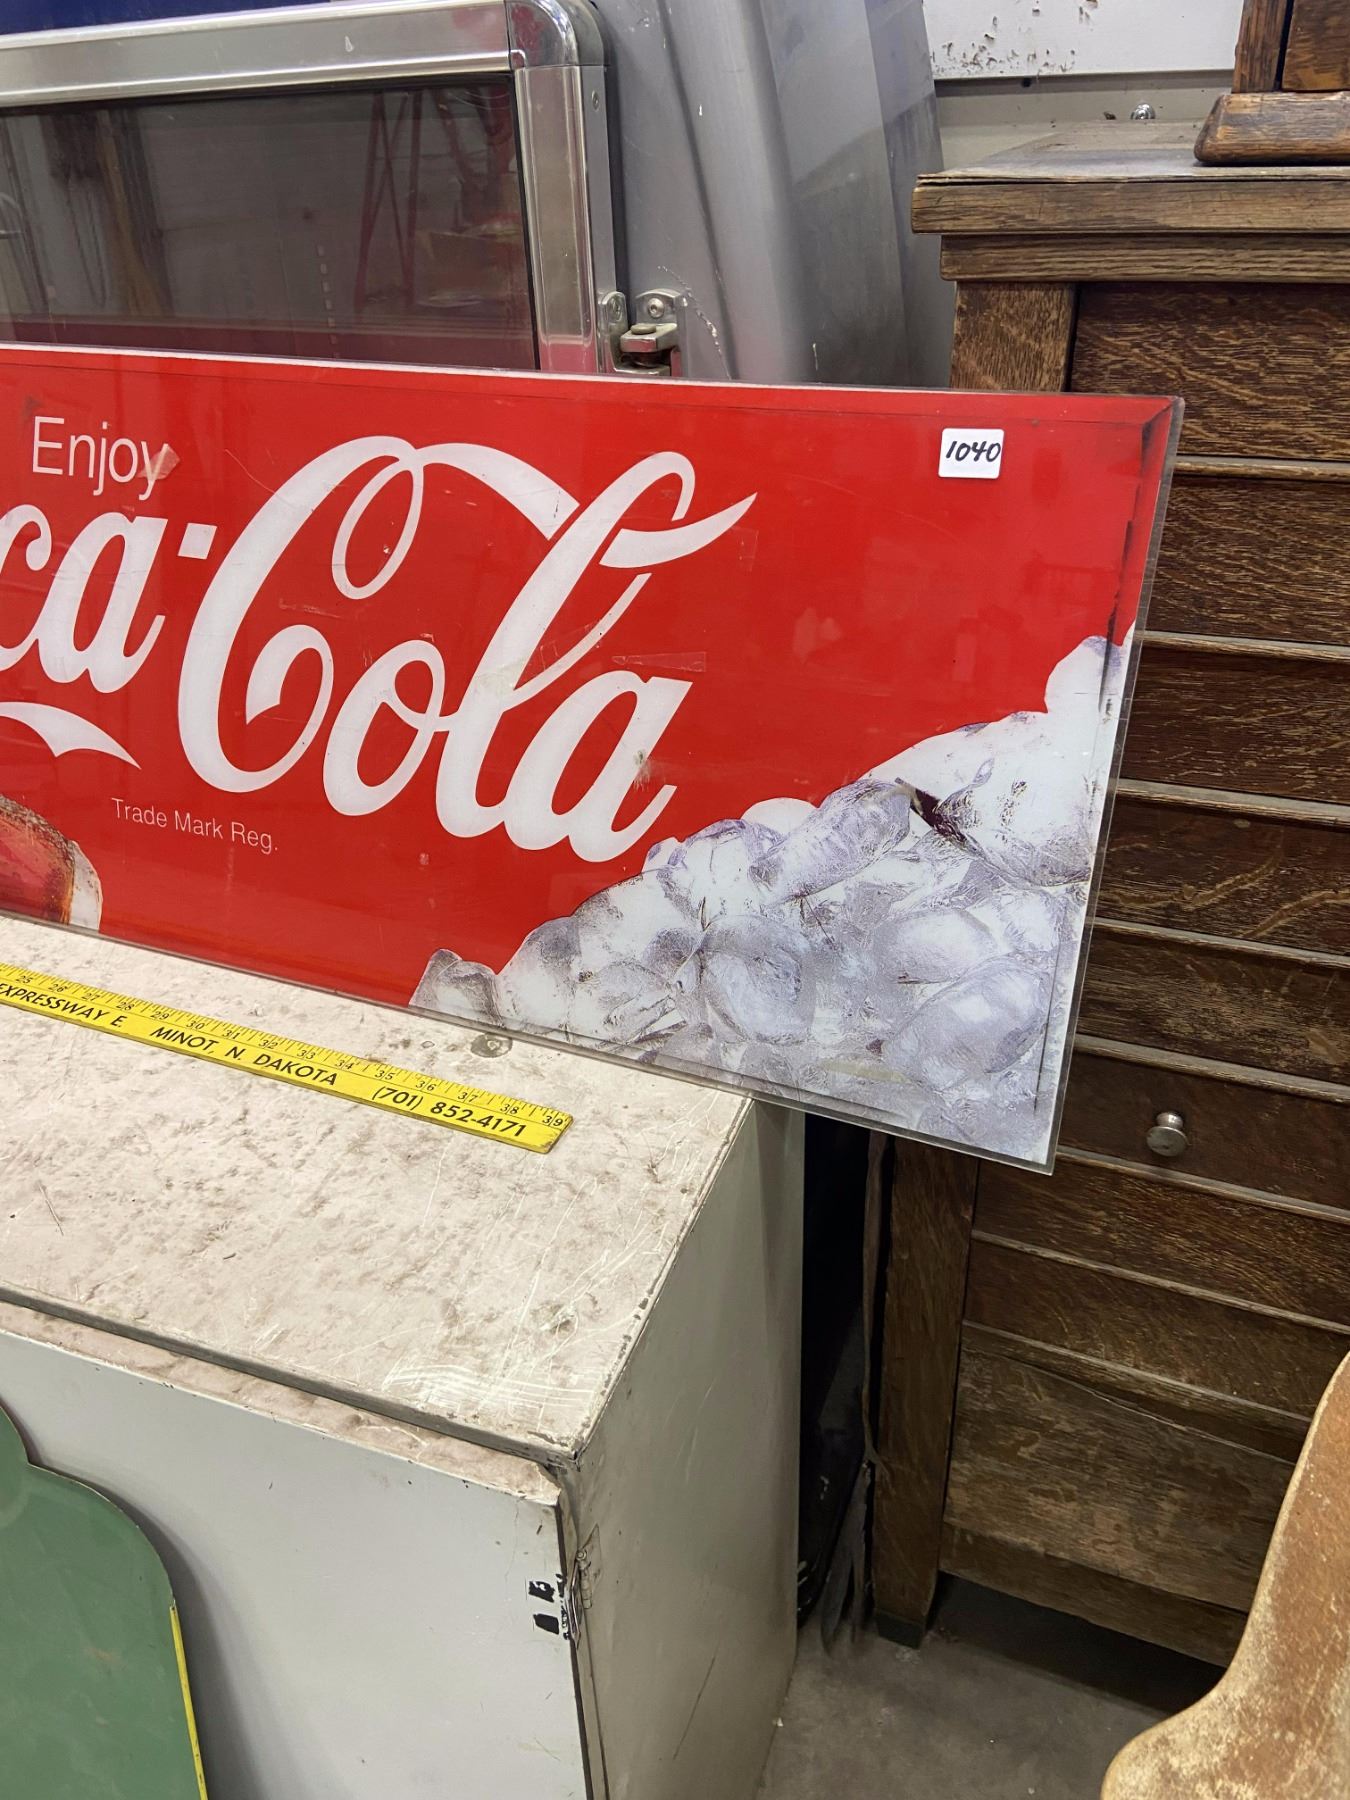 Enjoy
1040
ca-Cola
Trade Mark Reg.
25 26 27 28 29 30 31 32 33 34 35 36 37 38 39
EXPRESSWAY E. MINOT, N. DAKOTA (701) 852-4171